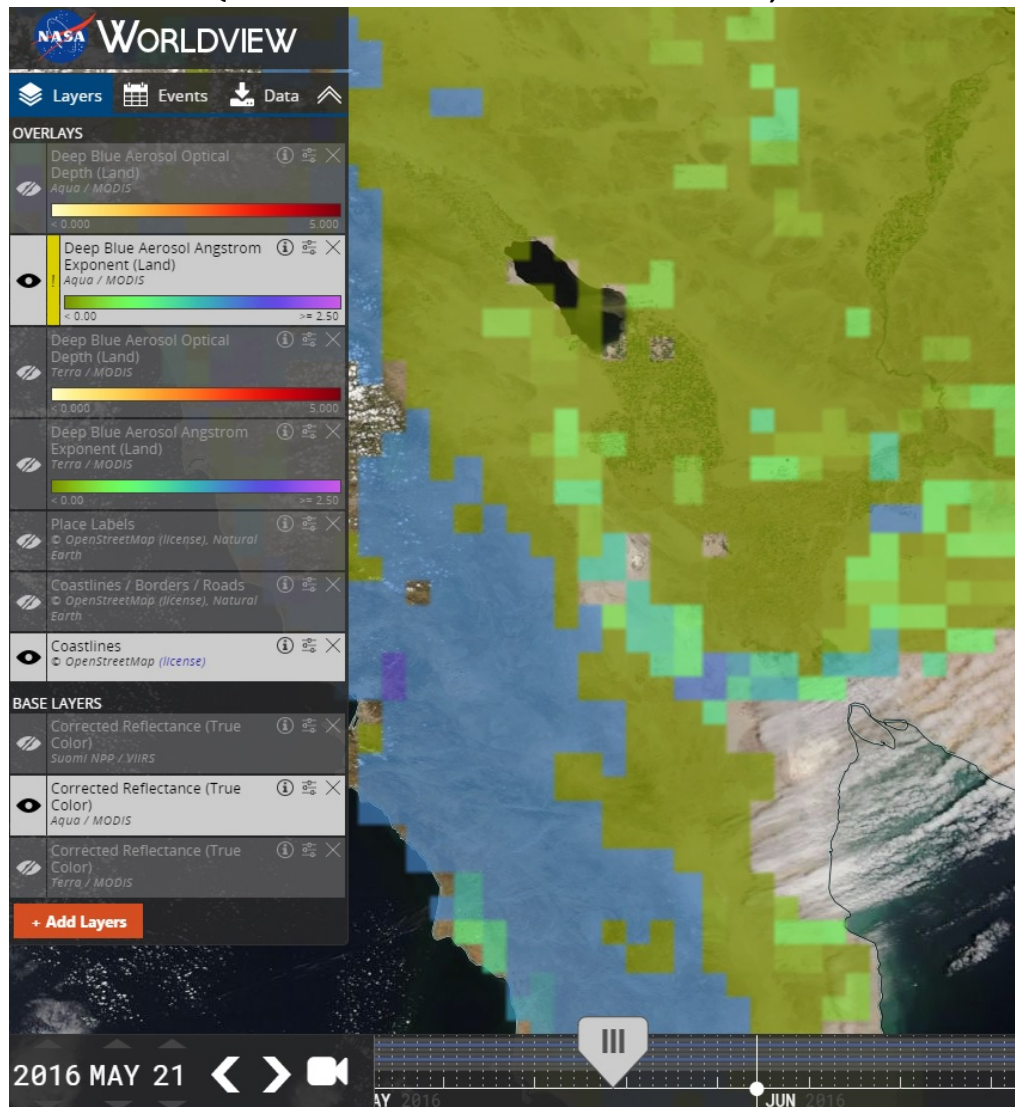 NASA WORLDVIEW
Layers Events Data
OVERLAYS
Deep Blue Aerosol Optical
Depth (Land)
Aqua / MODIS
< 0.000 5.000
Deep Blue Aerosol Angstrom
Exponent (Land)
Aqua / MODIS
!
< 0.00 >= 2.50
Deep Blue Aerosol Optical
Depth (Land)
Terra / MODIS
< 0.000 5.000
Deep Blue Aerosol Angstrom
Exponent (Land)
Terra / MODIS
< 0.00 >= 2.50
Place Labels
© OpenStreetMap (license), Natural
Earth
Coastlines / Borders / Roads
© OpenStreetMap (license), Natural
Earth
Coastlines
© OpenStreetMap (license)
BASE LAYERS
Corrected Reflectance (True
Color)
Suomi NPP / VIIRS
Corrected Reflectance (True
Color)
Aqua / MODIS
Corrected Reflectance (True
Color)
Terra / MODIS
+ Add Layers
2016 MAY 21
AY 2016 JUN 2016